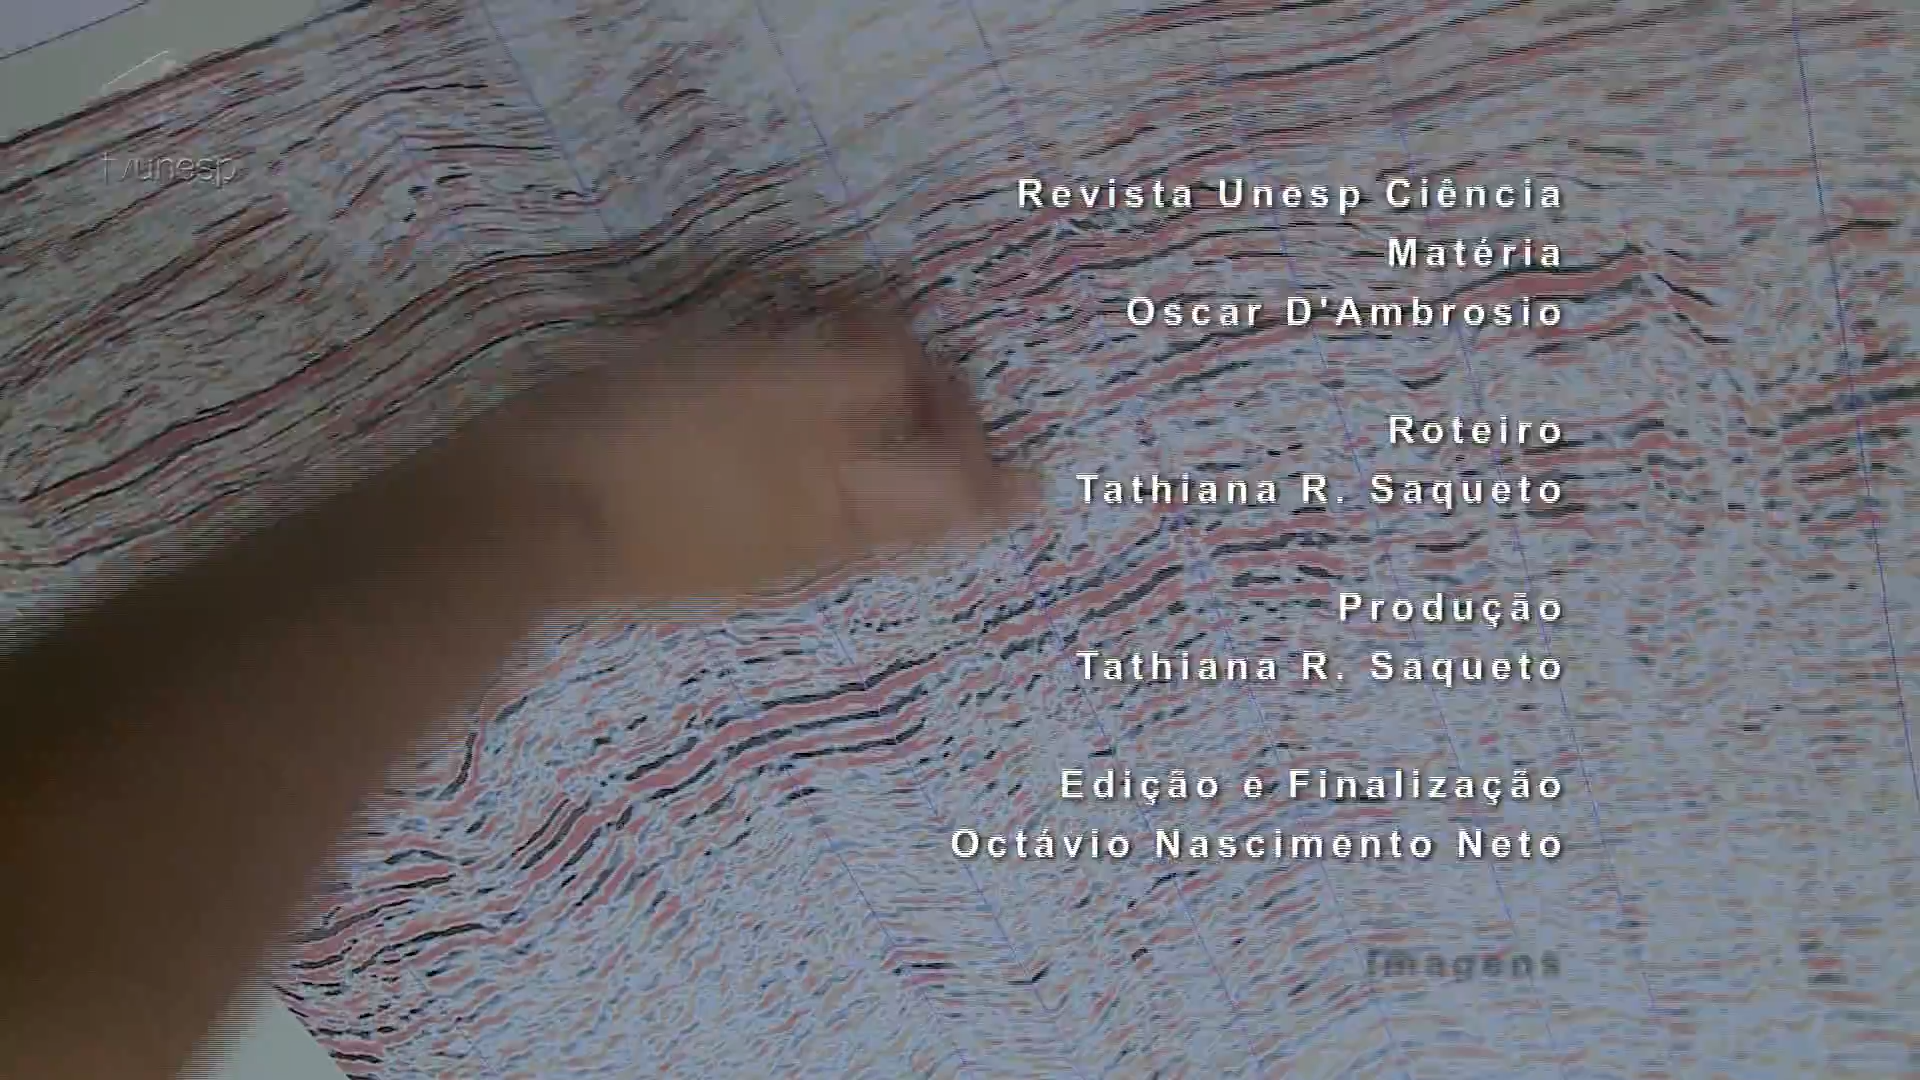 tvunesp
Revista Unesp Ciência
Matéria
Oscar D'Ambrosio
Roteiro
Tathiana R. Saqueto
Produção
Tathiana R. Saqueto
Edição e Finalização
Octávio Nascimento Neto
Imagens